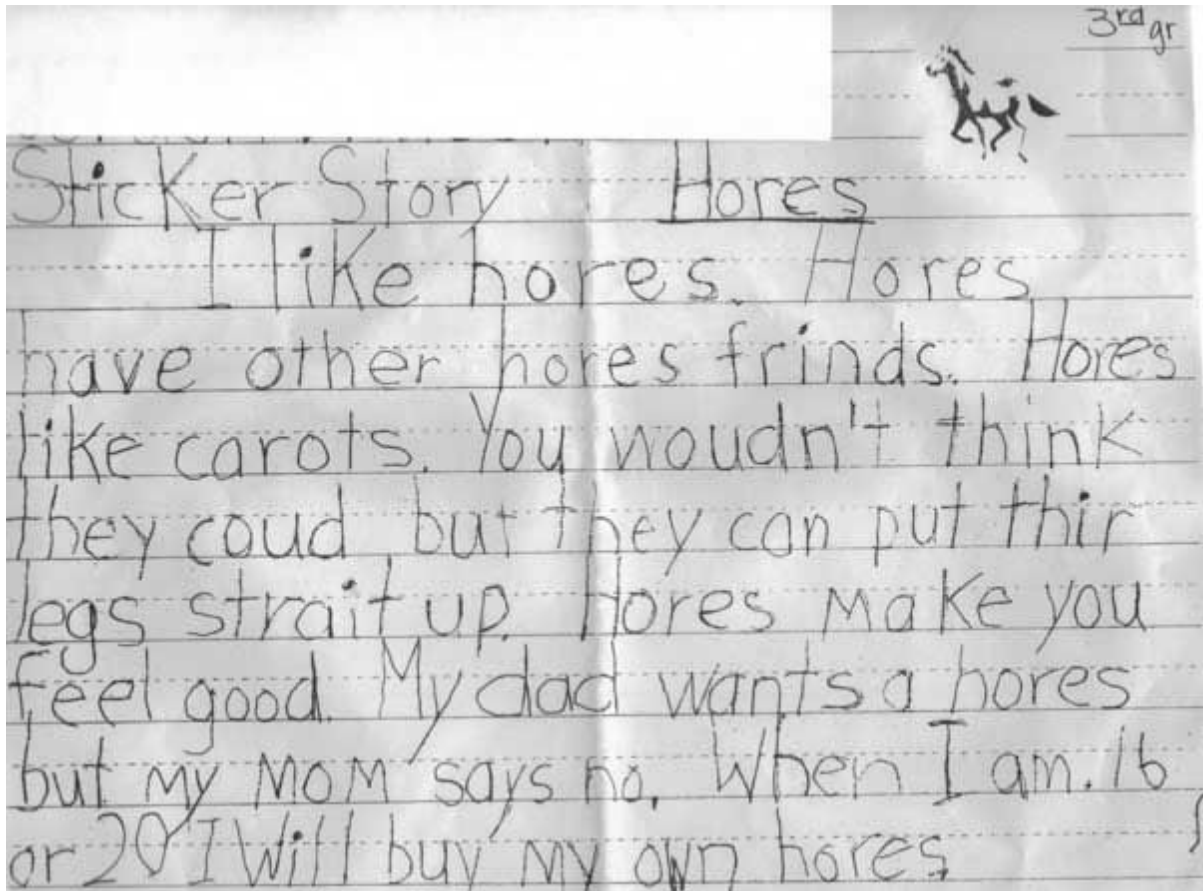 3rd gr
Sticker Story Hores
I like hores. Hores
have other hores frinds. Hores
like carots. You woudn't think
they coud but they can put thir
legs strait up. Hores make you
feel good. My dad wants a hores
but my mom says no. When I am. 16
or 20 I will buy my own hores